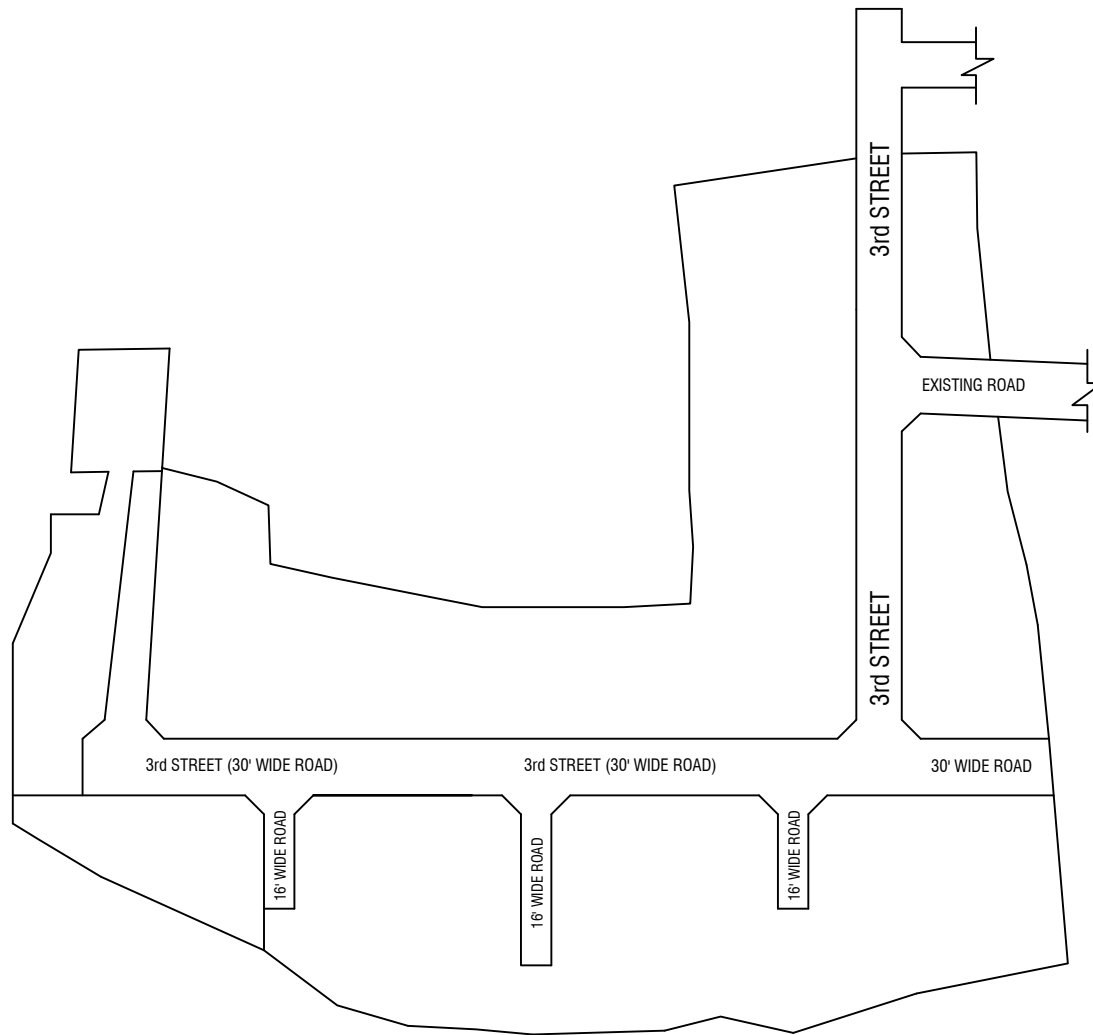 3rd STREET
EXISTING ROAD
3rd STREET
3rd STREET (30' WIDE ROAD)
3rd STREET (30' WIDE ROAD)
30' WIDE ROAD
16' WIDE ROAD
16' WIDE ROAD
16' WIDE ROAD